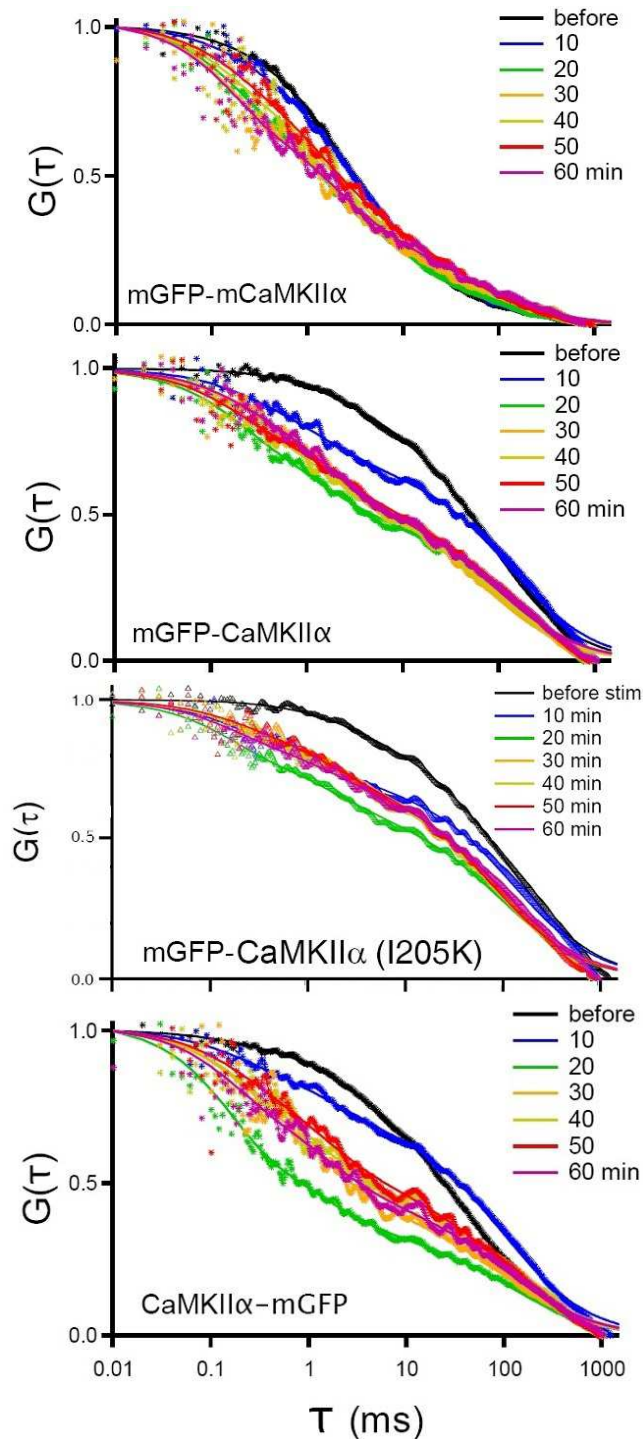 before
10
20
30
40
50
60 min
1.0
0.5
0.0
G(τ)
mGFP-mCaMKIIα
before
10
20
30
40
50
60 min
1.0
0.5
0.0
G(τ)
mGFP-CaMKIIα
before stim
10 min
20 min
30 min
40 min
50 min
60 min
1.0
0.5
0.0
G(τ)
mGFP-CaMKIIα (I205K)
before
10
20
30
40
50
60 min
1.0
0.5
0.0
G(τ)
CaMKIIα-mGFP
0.01 0.1 1 10 100 1000
τ (ms)